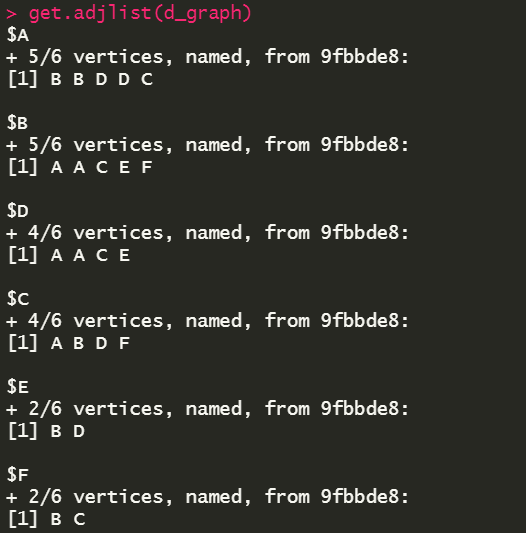 > get.adjlist(d_graph)
$A
+ 5/6 vertices, named, from 9fbbde8:
[1] B B D D C
$B
+ 5/6 vertices, named, from 9fbbde8:
[1] A A C E F
$D
+ 4/6 vertices, named, from 9fbbde8:
[1] A A C E
$C
+ 4/6 vertices, named, from 9fbbde8:
[1] A B D F
$E
+ 2/6 vertices, named, from 9fbbde8:
[1] B D
$F
+ 2/6 vertices, named, from 9fbbde8:
[1] B C